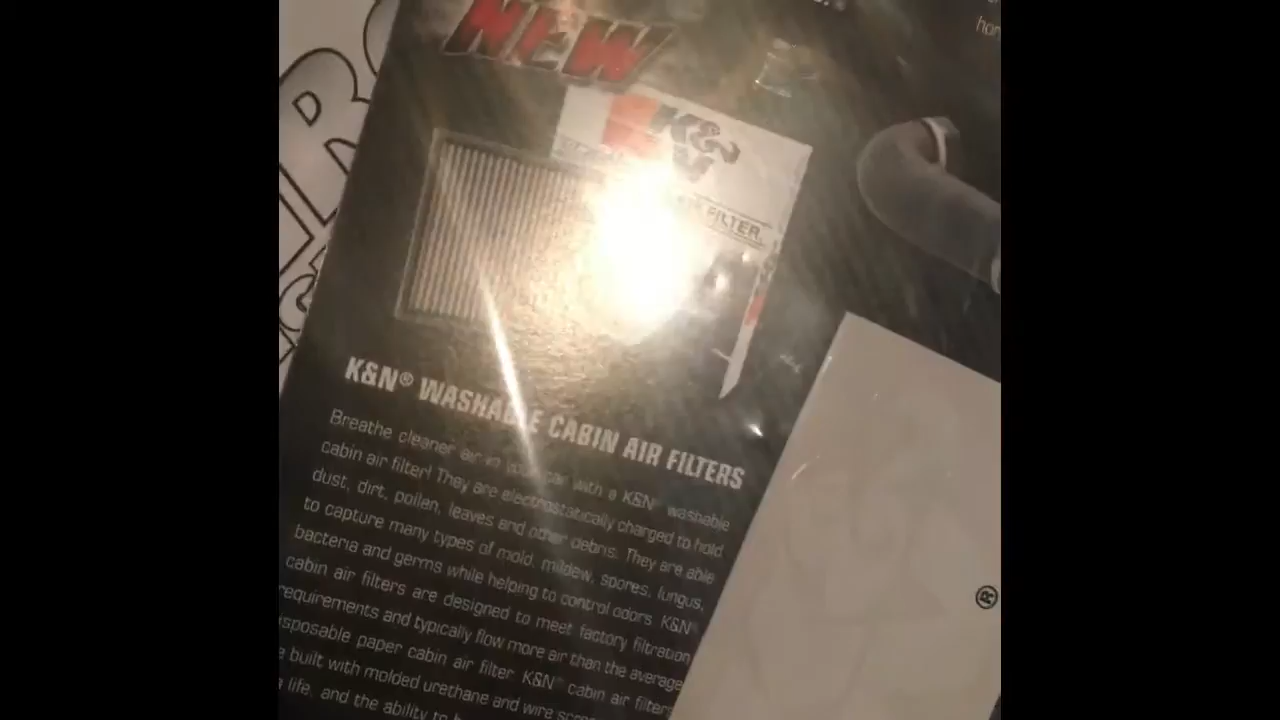 NEW
K&N
FILTER
K&N® WASHABLE CABIN AIR FILTERS
Breathe cleaner air in your car with a K&N® washable
cabin air filter! They are electrostatically charged to hold
dust, dirt, pollen, leaves and other debris. They are able
to capture many types of mold, mildew, spores, fungus,
bacteria and germs while helping to control odors. K&N®
cabin air filters are designed to meet factory filtration
requirements and typically flow more air than the average
isposable paper cabin air filter. K&N® cabin air filters
e built with molded urethane and wire scre
life, and the ability to
®